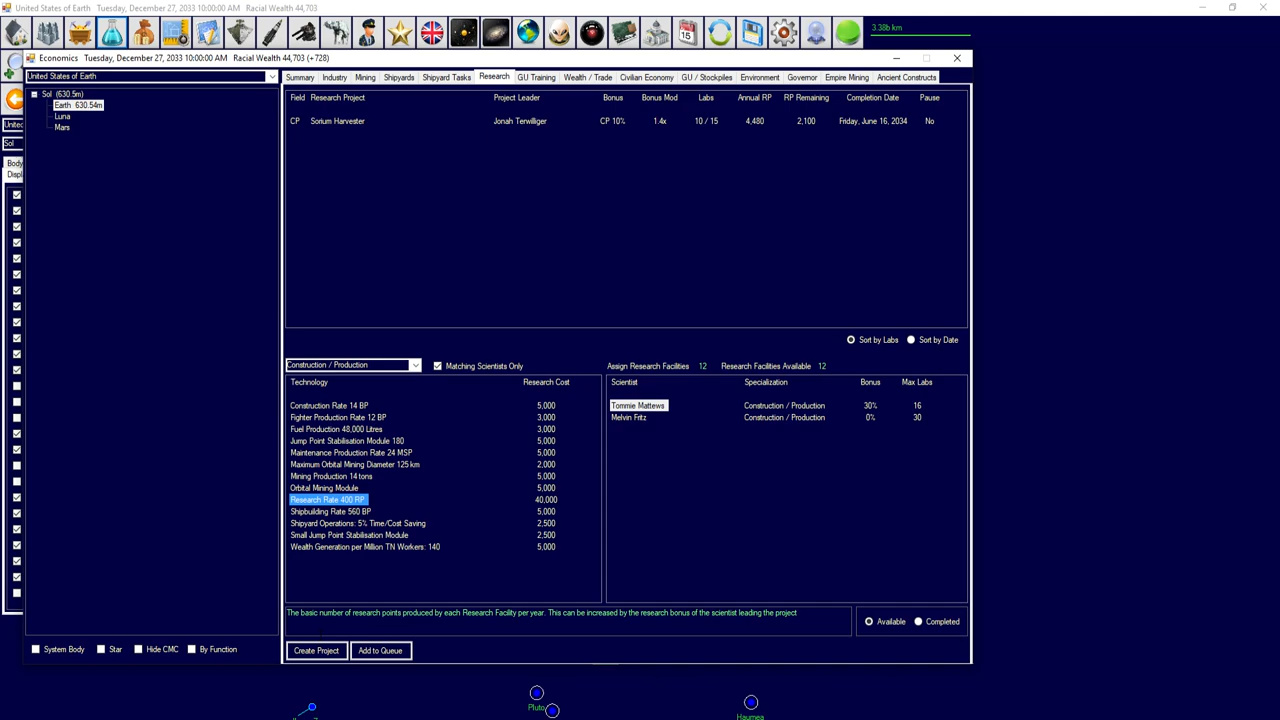 United States of Earth   Tuesday, December 27, 2033 10:00:00 AM   Racial Wealth 44,703
3.38b km
Economics   Tuesday, December 27, 2033 10:00:00 AM   Racial Wealth 44,703 (+728)
United States of Earth
Summary Industry Mining Shipyards Shipyard Tasks Research GU Training Wealth / Trade Civilian Economy GU / Stockpiles Environment Governor Empire Mining Ancient Constructs
Sol (630.5m)
Earth 630.54m
Luna
Mars
Field Research Project Project Leader Bonus Bonus Mod Labs Annual RP RP Remaining Completion Date Pause
CP Sorium Harvester Jonah Terwilliger CP 10% 1.4x 10 / 15 4,480 2,100 Friday, June 16, 2034 No
United
Sol
Body
Displ
Sort by Labs Sort by Date
Construction / Production Matching Scientists Only Assign Research Facilities 12 Research Facilities Available 12
Technology Research Cost Scientist Specialization Bonus Max Labs
Construction Rate 14 BP 5,000 Tommie Mattews Construction / Production 30% 16
Fighter Production Rate 12 BP 3,000 Melvin Fritz Construction / Production 0% 30
Fuel Production 48,000 Litres 3,000
Jump Point Stabilisation Module 180 5,000
Maintenance Production Rate 24 MSP 5,000
Maximum Orbital Mining Diameter 125 km 2,000
Mining Production 14 tons 5,000
Orbital Mining Module 5,000
Research Rate 400 RP 40,000
Shipbuilding Rate 560 BP 5,000
Shipyard Operations: 5% Time/Cost Saving 2,500
Small Jump Point Stabilisation Module 2,500
Wealth Generation per Million TN Workers: 140 5,000
The basic number of research points produced by each Research Facility per year. This can be increased by the research bonus of the scientist leading the project
Available Completed
System Body Star Hide CMC By Function Create Project Add to Queue
Pluto
Haumea